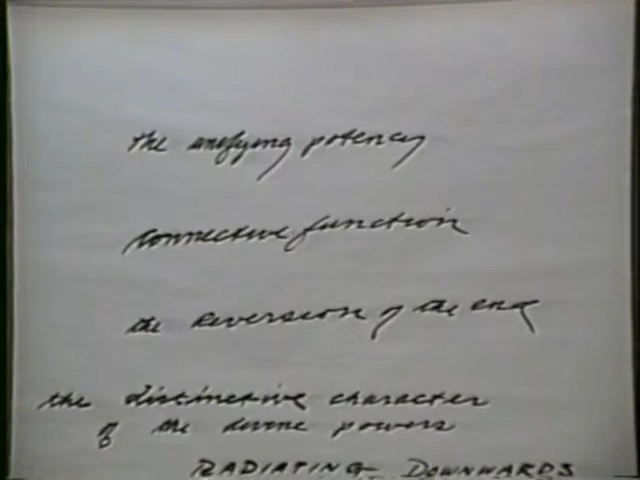 the unifying potency
connective function
the reversion of the end
the distinctive character
of the divine powers
RADIATING DOWNWARDS